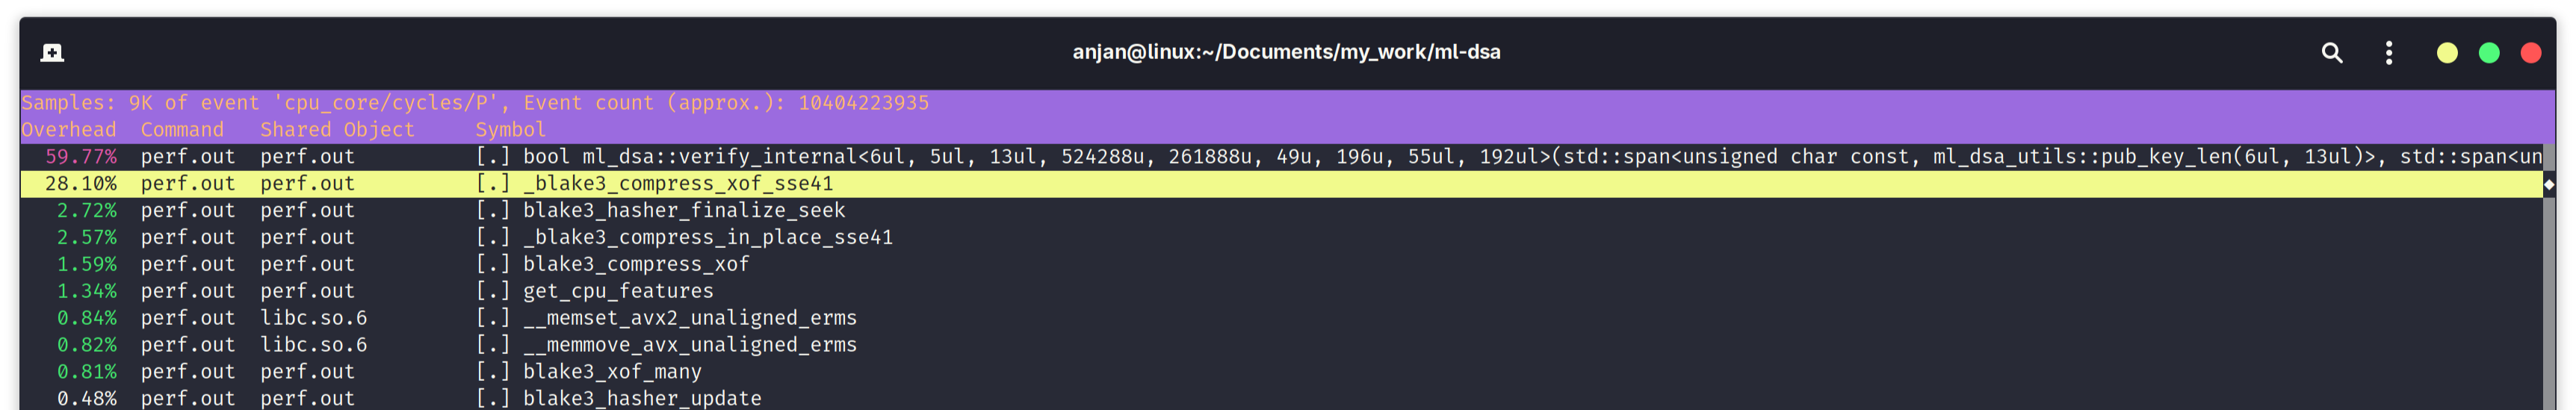 anjan@linux:~/Documents/my_work/ml-dsa
Samples: 9K of event 'cpu_core/cycles/P', Event count (approx.): 10404223935
Overhead  Command  Shared Object     Symbol
59.77%  perf.out  perf.out          [.] bool ml_dsa::verify_internal<6ul, 5ul, 13ul, 524288u, 261888u, 49u, 196u, 55ul, 192ul>(std::span<unsigned char const, ml_dsa_utils::pub_key_len(6ul, 13ul)>, std::span<un
28.10%  perf.out  perf.out          [.] _blake3_compress_xof_sse41
2.72%  perf.out  perf.out          [.] blake3_hasher_finalize_seek
2.57%  perf.out  perf.out          [.] _blake3_compress_in_place_sse41
1.59%  perf.out  perf.out          [.] blake3_compress_xof
1.34%  perf.out  perf.out          [.] get_cpu_features
0.84%  perf.out  libc.so.6         [.] __memset_avx2_unaligned_erms
0.82%  perf.out  libc.so.6         [.] __memmove_avx_unaligned_erms
0.81%  perf.out  perf.out          [.] blake3_xof_many
0.48%  perf.out  perf.out          [.] blake3_hasher_update